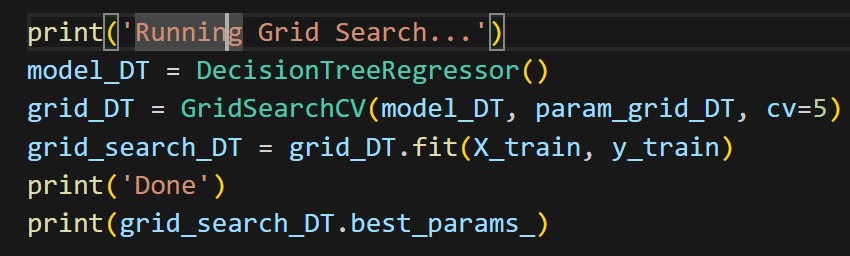 print('Running Grid Search...')
model_DT = DecisionTreeRegressor()
grid_DT = GridSearchCV(model_DT, param_grid_DT, cv=5)
grid_search_DT = grid_DT.fit(X_train, y_train)
print('Done')
print(grid_search_DT.best_params_)